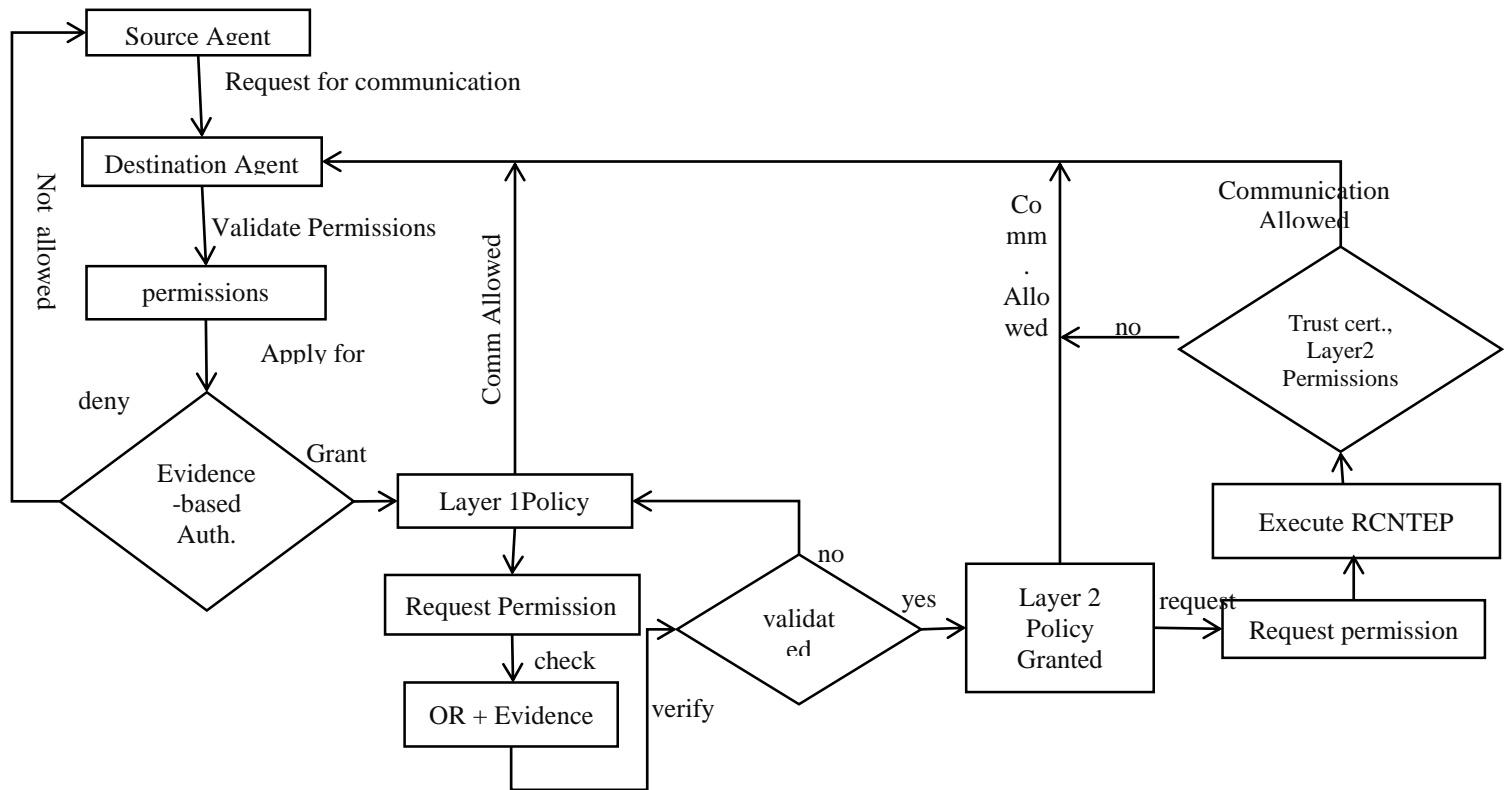 Source Agent
Request for communication
Destination Agent
Not allowed
Validate Permissions
permissions
Apply for
deny
Evidence
-based
Auth.
Grant
Comm Allowed
Layer 1Policy
Request Permission
check
OR + Evidence
verify
no
validat
ed
yes
Co
mm
.
Allo
wed
Layer 2
Policy
Granted
request
Request permission
Execute RCNTEP
Trust cert.,
Layer2
Permissions
no
Communication
Allowed